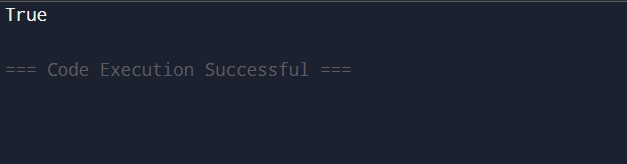 True
=== Code Execution Successful ===